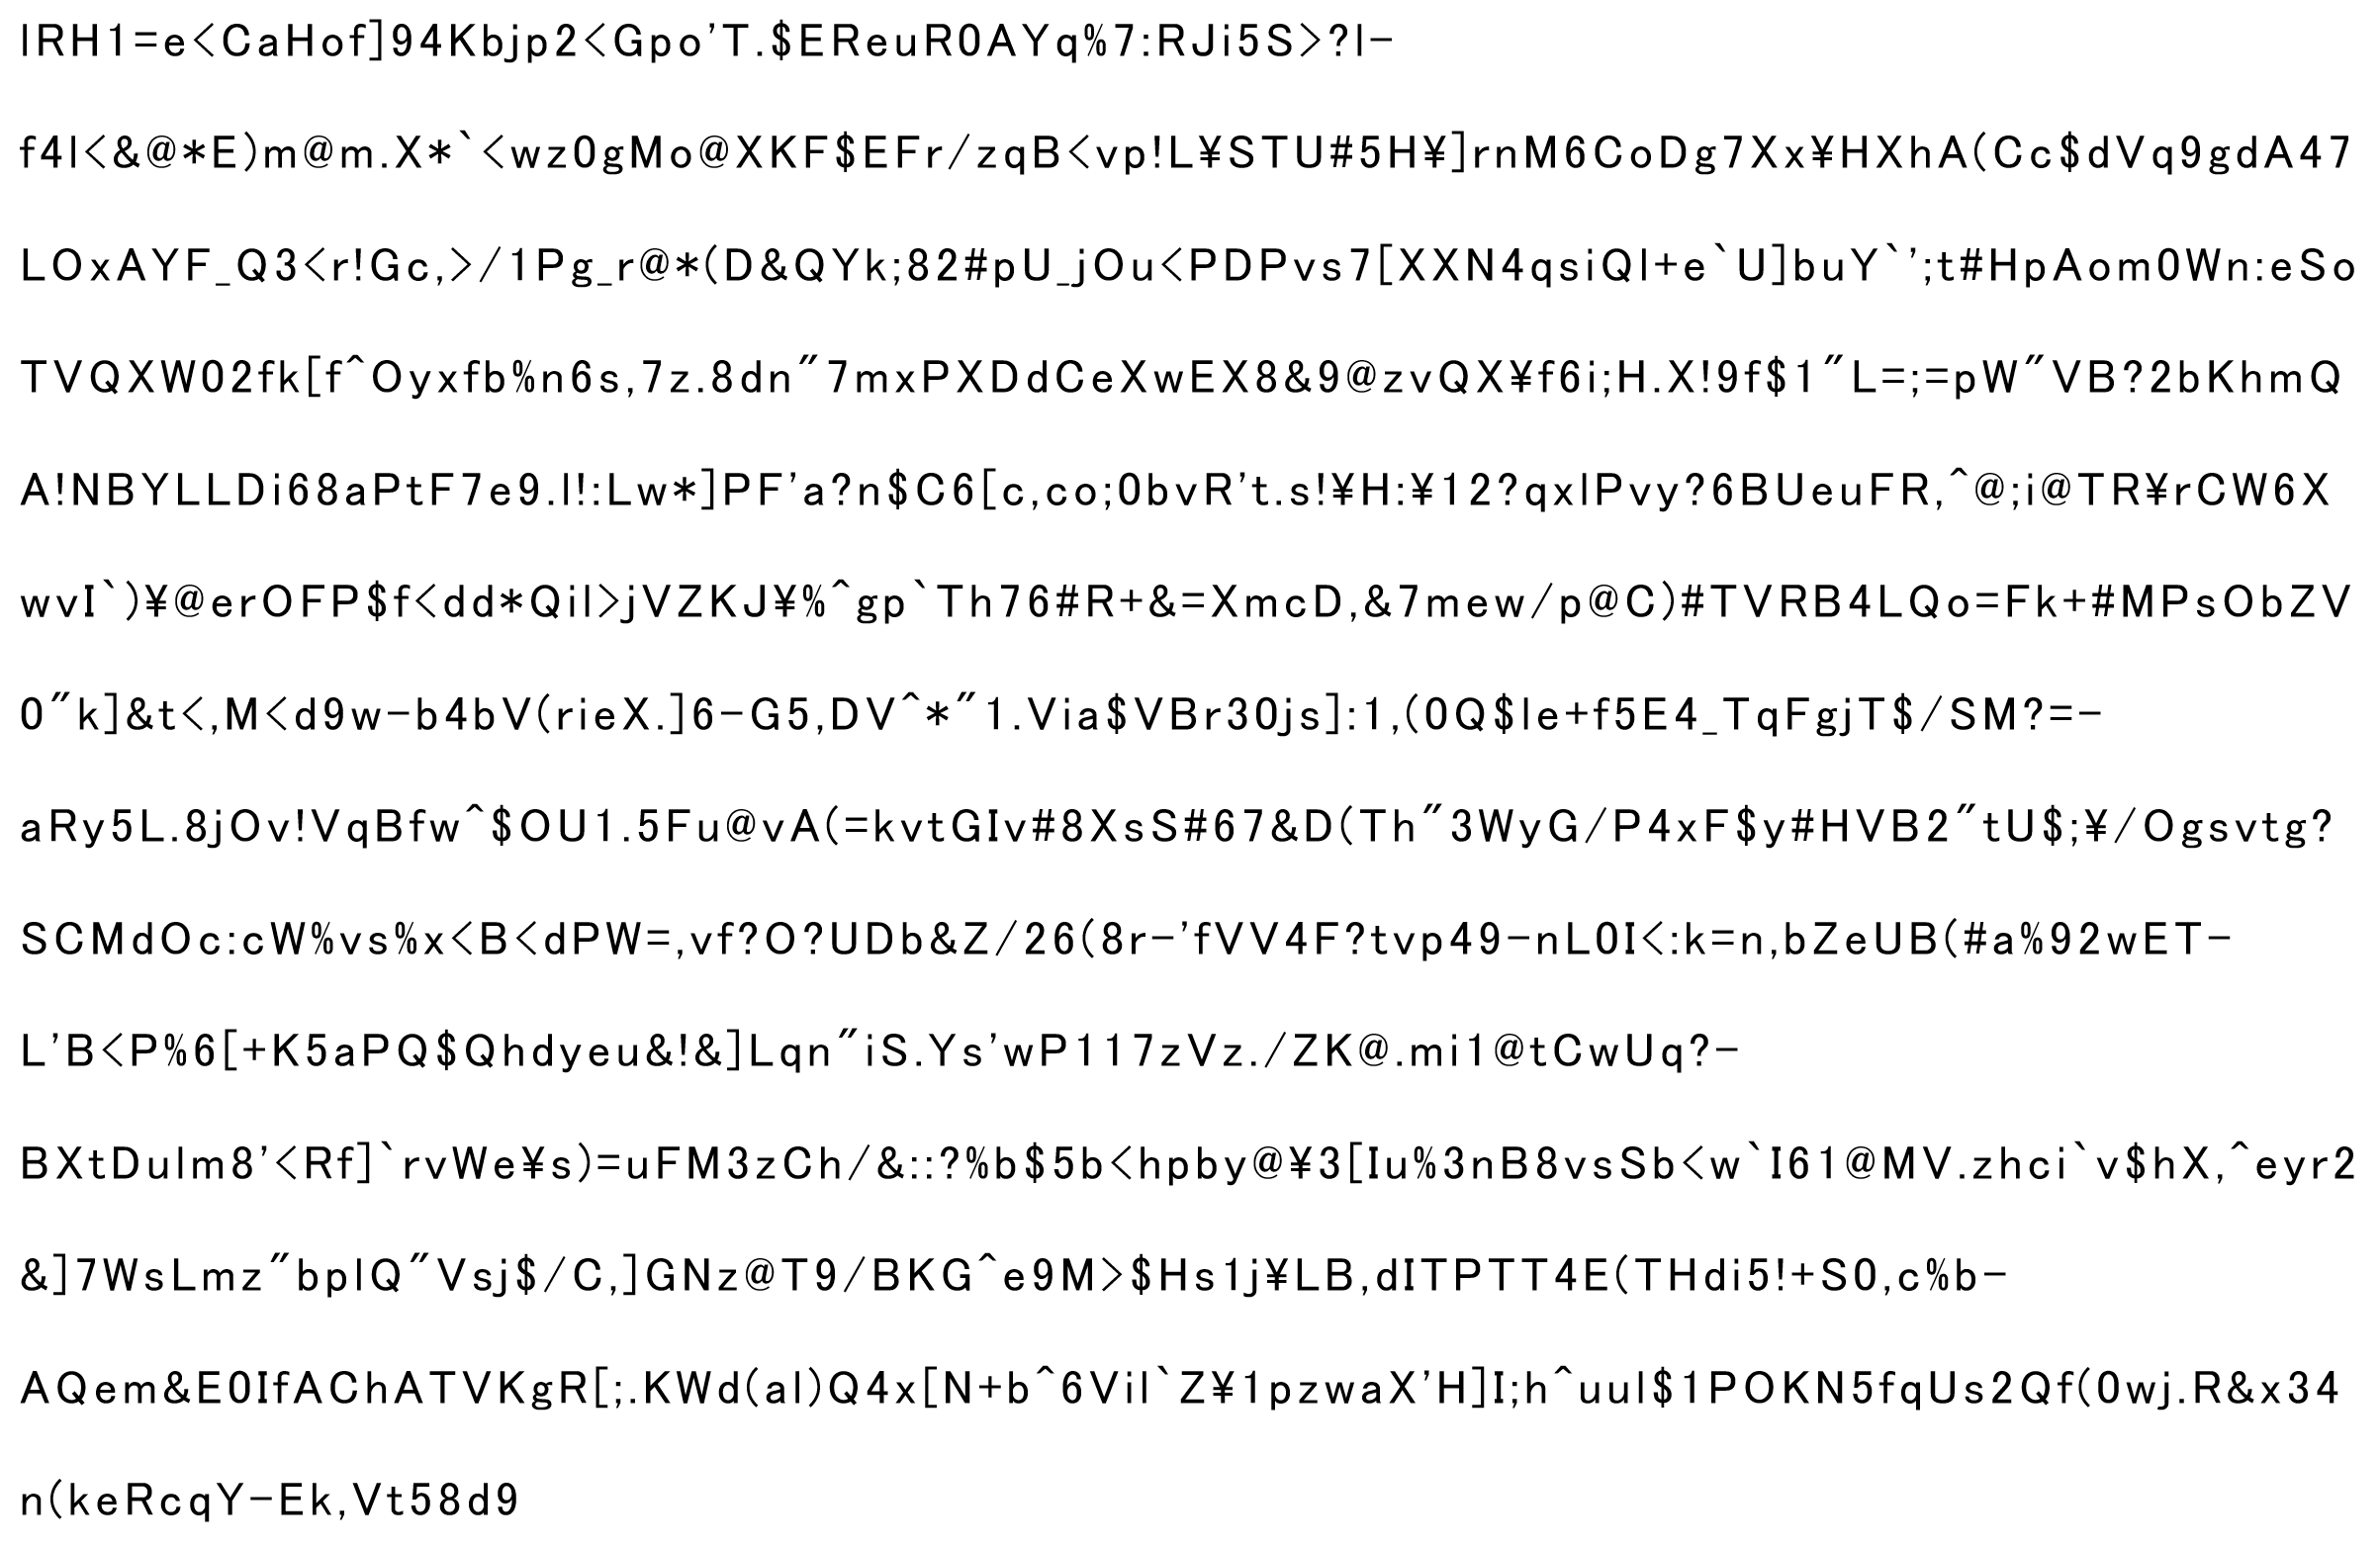 lRH1=e<CaHof]94Kbjp2<Gpo'T.$EReuR0AYq%7:RJi5S>?l-
f4l<&@*E)m@m.X*`<wz0gMo@XKF$EFr/zqB<vp!L¥STU#5H¥]rnM6CoDg7Xx¥HXhA(Cc$dVq9gdA47
LOxAYF_Q3<r!Gc,>/1Pg_r@*(D&QYk;82#pU_jOu<PDPvs7[XXN4qsiQl+e`U]buY`';t#HpAom0Wn:eSo
TVQXW02fk[f^Oyxfb%n6s,7z.8dn"7mxPXDdCeXwEX8&9@zvQX¥f6i;H.X!9f$1"L=;=pW"VB?2bKhmQ
A!NBYLLDi68aPtF7e9.l!:Lw*]PF'a?n$C6[c,co;0bvR't.s!¥H:¥12?qxlPvy?6BUeuFR,^@;i@TR¥rCW6X
wvI`)¥@erOFP$f<dd*Qil>jVZKJ¥%^gp`Th76#R+&=XmcD,&7mew/p@C)#TVRB4LQo=Fk+#MPsObZV
0"k]&t<,M<d9w-b4bV(rieX.]6-G5,DV^*"1.Via$VBr30js]:1,(0Q$le+f5E4_TqFgjT$/SM?=-
aRy5L.8jOv!VqBfw^$OU1.5Fu@vA(=kvtGIv#8XsS#67&D(Th"3WyG/P4xF$y#HVB2"tU$;¥/Ogsvtg?
SCMdOc:cW%vs%x<B<dPW=,vf?O?UDb&Z/26(8r-'fVV4F?tvp49-nL0I<:k=n,bZeUB(#a%92wET-
L'B<P%6[+K5aPQ$Qhdyeu&!&]Lqn"iS.Ys'wP117zVz./ZK@.mi1@tCwUq?-
BXtDulm8'<Rf]`rvWe¥s)=uFM3zCh/&::?%b$5b<hpby@¥3[Iu%3nB8vsSb<w`I61@MV.zhci`v$hX,^eyr2
&]7WsLmz"bplQ"Vsj$/C,]GNz@T9/BKG^e9M>$Hs1j¥LB,dITPTT4E(THdi5!+S0,c%b-
AQem&E0IfAChATVKgR[;.KWd(al)Q4x[N+b^6Vil`Z¥1pzwaX'H]I;h^uul$1POKN5fqUs2Qf(0wj.R&x34
n(keRcqY-Ek,Vt58d9